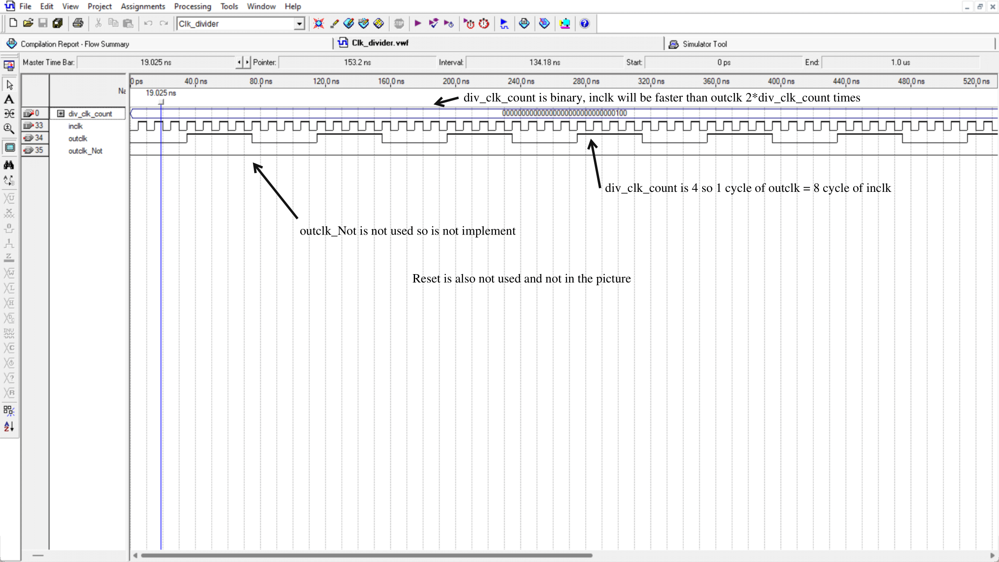 File Edit View Project Assignments Processing Tools Window Help
Clk_divider
Compilation Report - Flow Summary Clk_divider.vwf Simulator Tool
Master Time Bar: 19.025 ns Pointer: 153.2 ns Interval: 134.18 ns Start: 0 ps End: 1.0 us
0 ps 40.0 ns 80.0 ns 120.0 ns 160.0 ns 200.0 ns 240.0 ns 280.0 ns 320.0 ns 360.0 ns 400.0 ns 440.0 ns 480.0 ns 520.0 ns
Na
19.025 ns
div_clk_count is binary, inclk will be faster than outclk 2*div_clk_count times
0 div_clk_count 00000000000000000000000000000100
33 inclk
34 outclk
35 outclk_Not
div_clk_count is 4 so 1 cycle of outclk = 8 cycle of inclk
outclk_Not is not used so is not implement
Reset is also not used and not in the picture